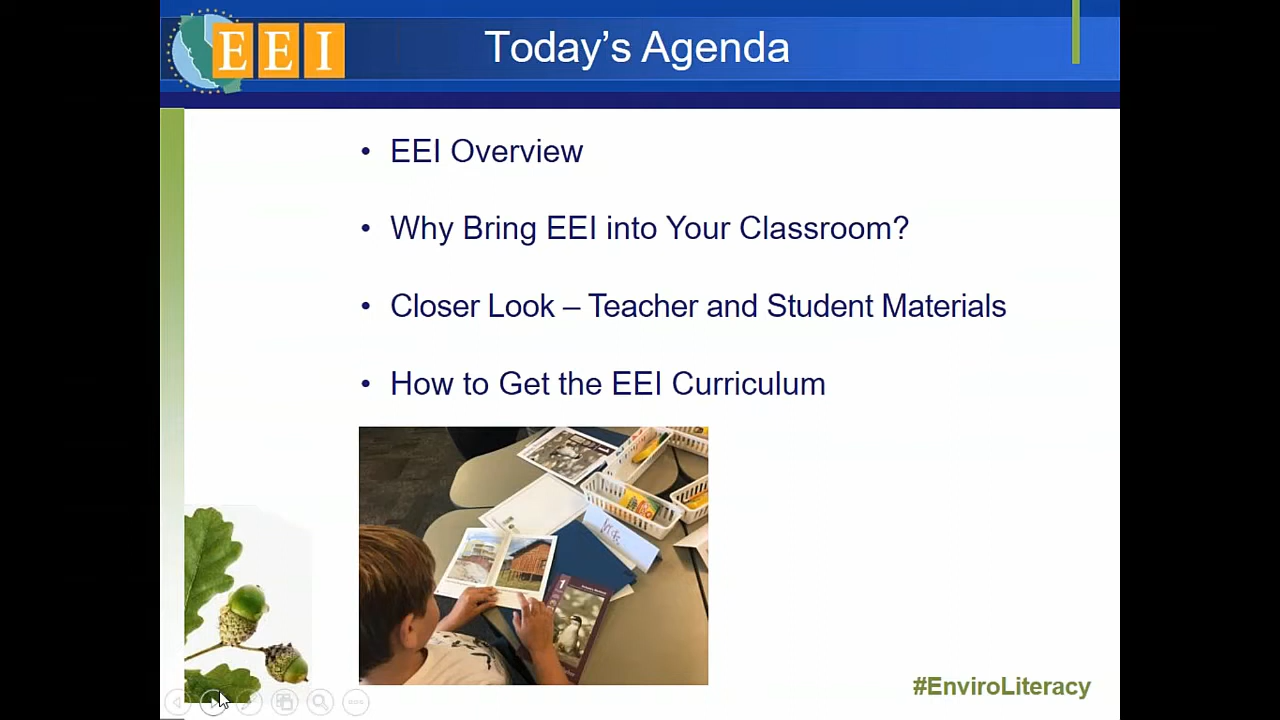 EEI
Today’s Agenda
• EEI Overview
• Why Bring EEI into Your Classroom?
• Closer Look – Teacher and Student Materials
• How to Get the EEI Curriculum
1
#EnviroLiteracy